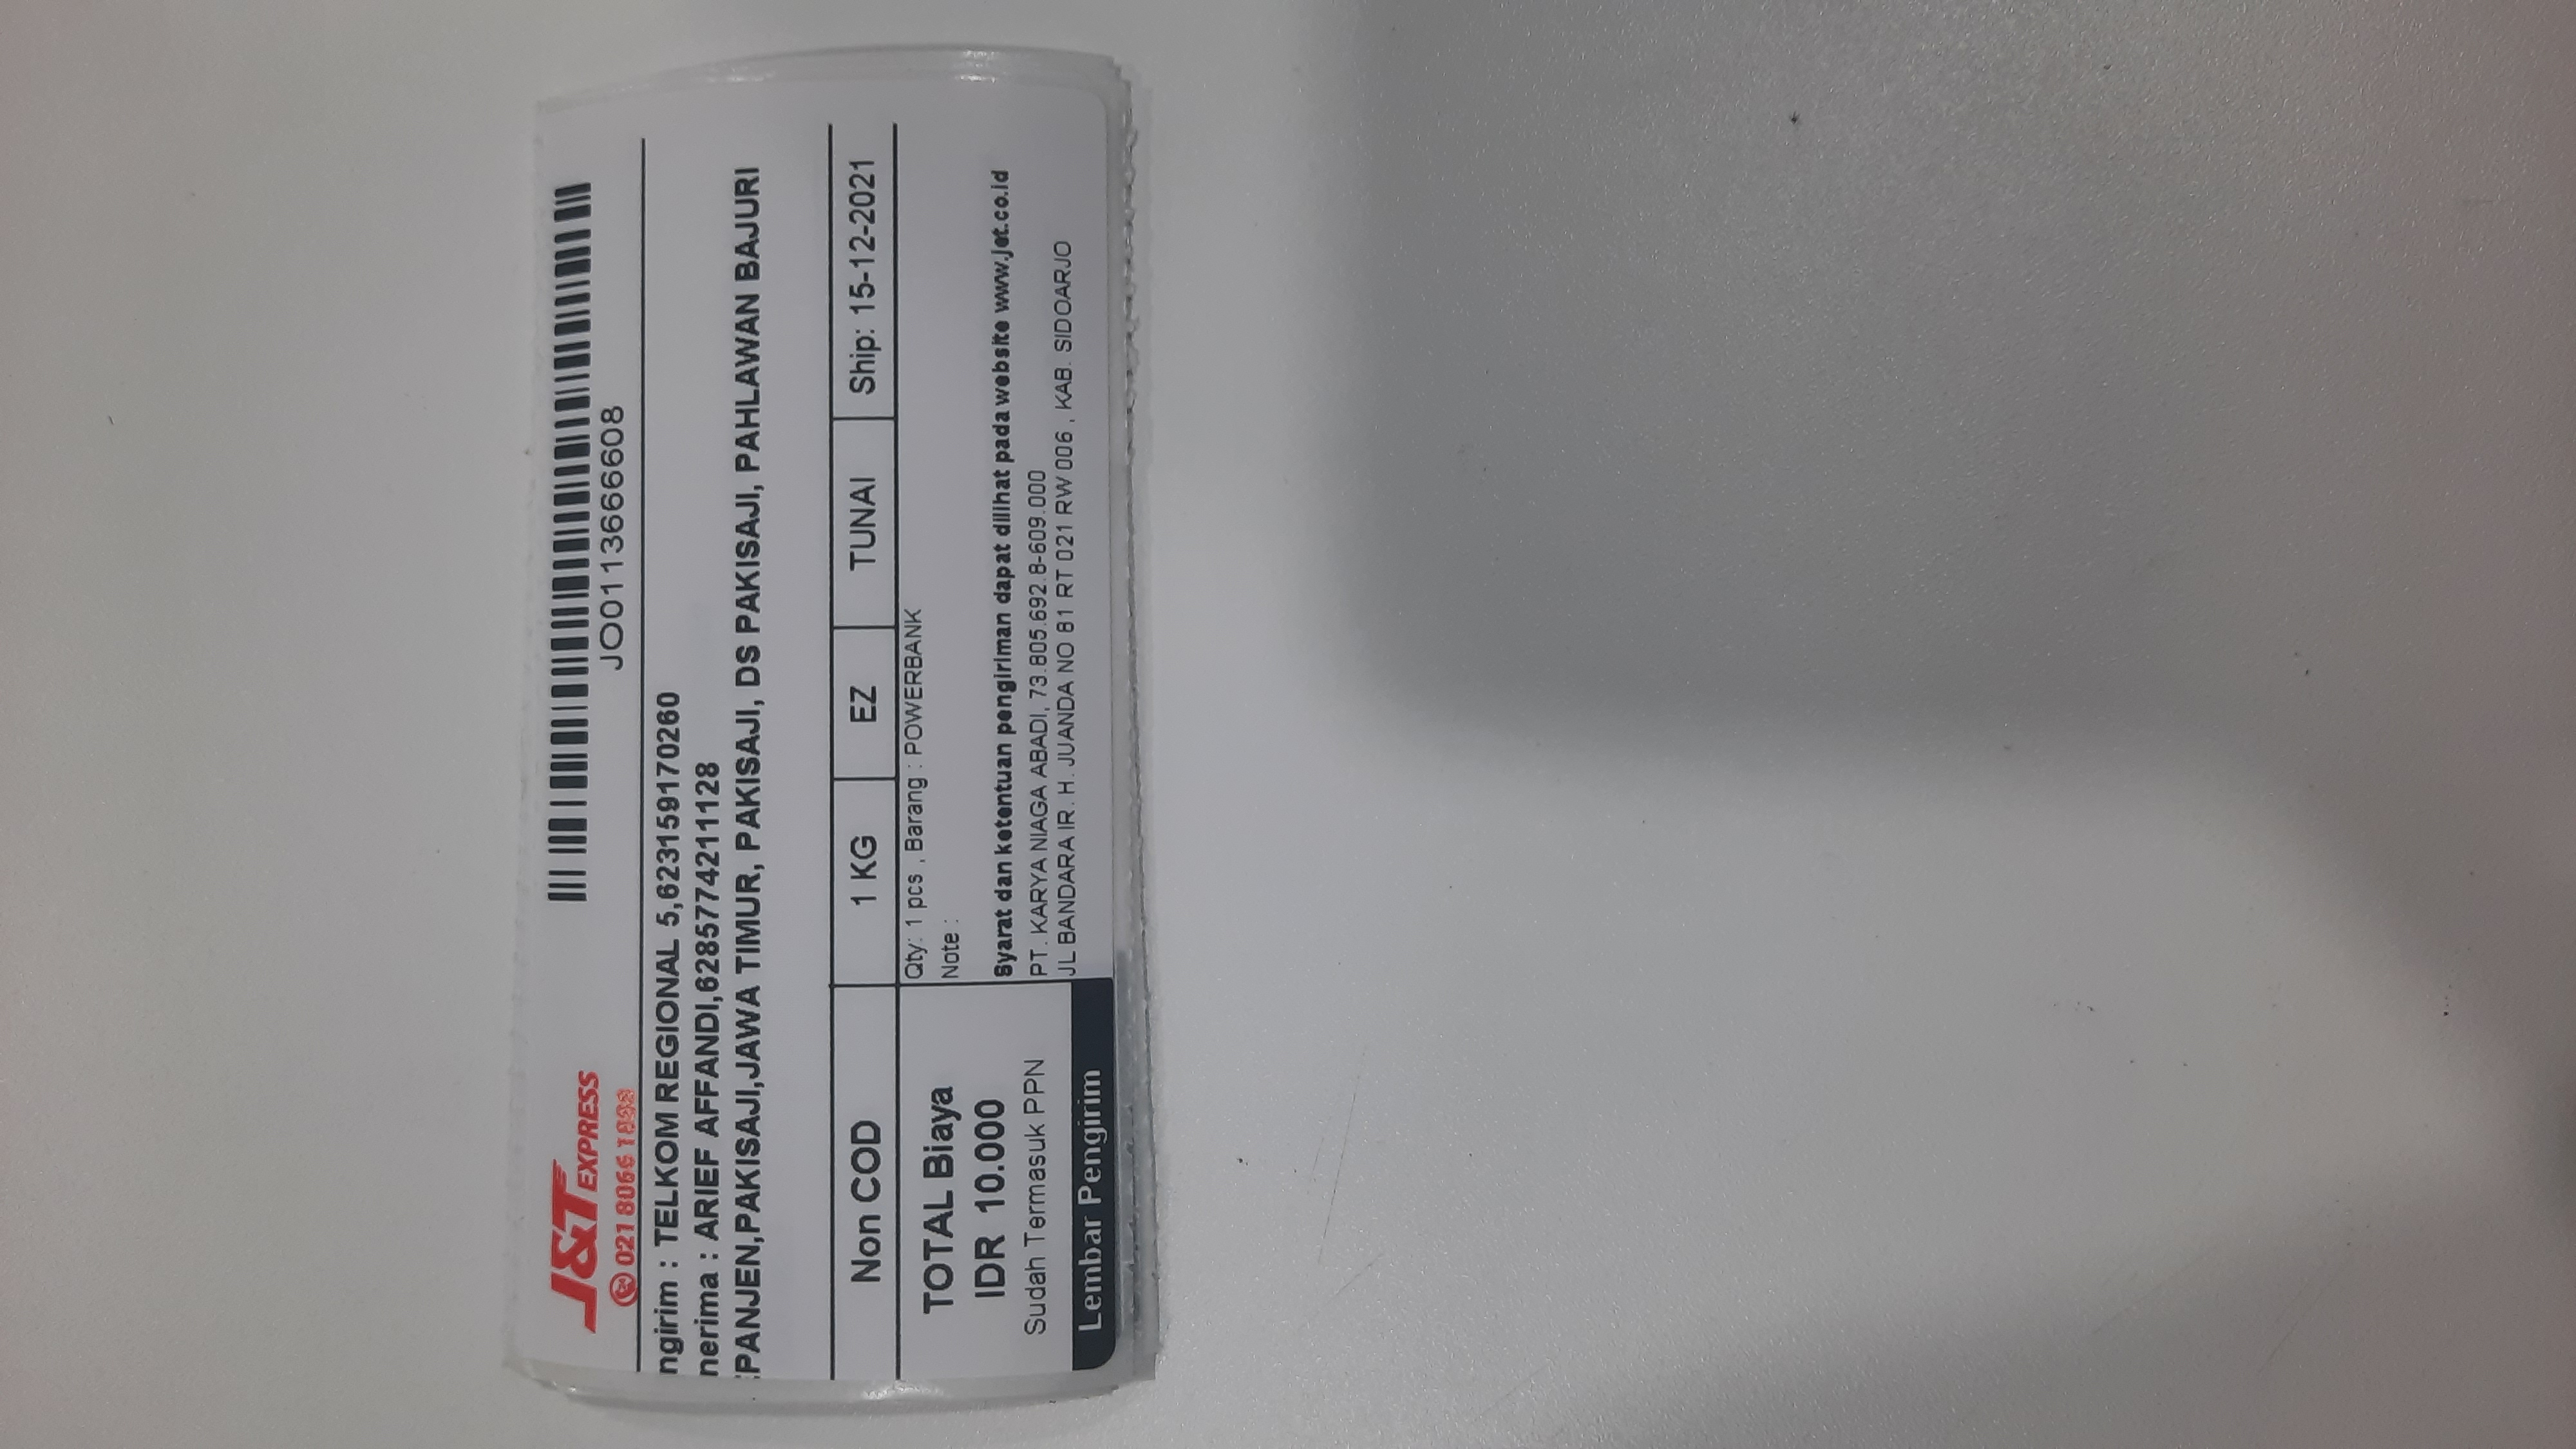 J&T EXPRESS
021 8066 1888
JO0113666608
ngirim : TELKOM REGIONAL 5,623159170260
nerima : ARIEF AFFANDI,6285774211128
PANJEN,PAKISAJI,JAWA TIMUR, PAKISAJI, DS PAKISAJI, PAHLAWAN BAJURI
Non COD 1 KG EZ TUNAI Ship: 15-12-2021
TOTAL Biaya
IDR 10.000
Sudah Termasuk PPN
Lembar Pengirim
Qty: 1 pcs , Barang : POWERBANK
Note :
Syarat dan ketentuan pengiriman dapat dilihat pada website www.jet.co.id
PT. KARYA NIAGA ABADI, 73.805.692.8-609.000
JL BANDARA IR. H. JUANDA NO 81 RT 021 RW 006 , KAB. SIDOARJO